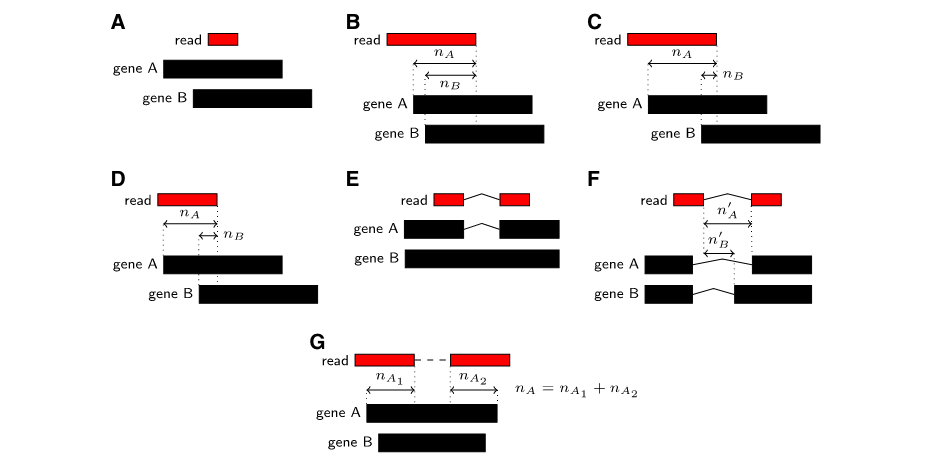 A
read
gene A
gene B
B
read
n_A
n_B
gene A
gene B
C
read
n_A
n_B
gene A
gene B
D
read
n_A
n_B
gene A
gene B
E
read
gene A
gene B
F
read
n′_A
n′_B
gene A
gene B
G
read
n_{A_1} n_{A_2} n_A = n_{A_1} + n_{A_2}
gene A
gene B